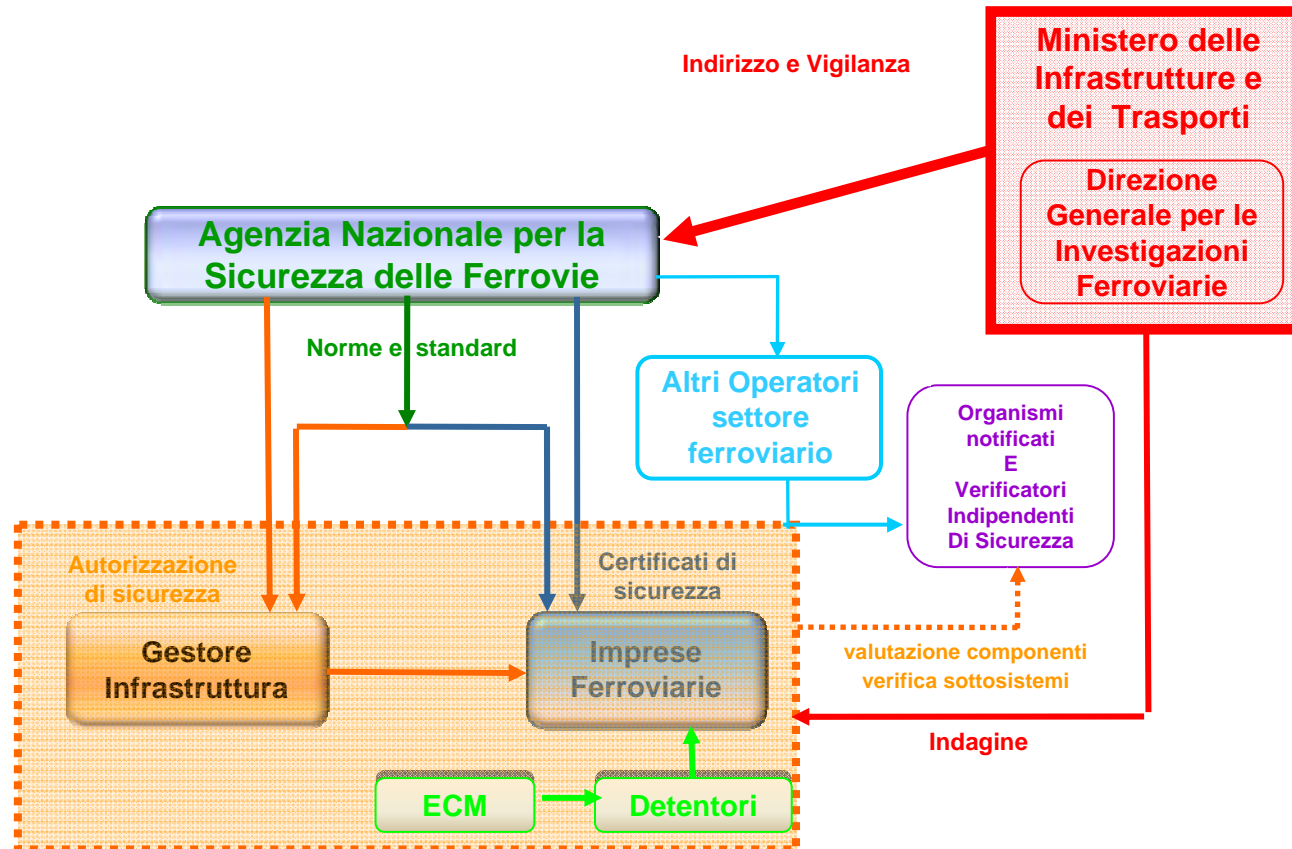 Indirizzo e Vigilanza
Ministero delle
Infrastrutture e
dei Trasporti
Direzione
Generale per le
Investigazioni
Ferroviarie
Agenzia Nazionale per la
Sicurezza delle Ferrovie
Norme e standard
Altri Operatori
settore
ferroviario
Organismi
notificati
E
Verificatori
Indipendenti
Di Sicurezza
Autorizzazione
di sicurezza
Certificati di
sicurezza
Gestore
Infrastruttura
Imprese
Ferroviarie
valutazione componenti
verifica sottosistemi
Indagine
ECM
Detentori